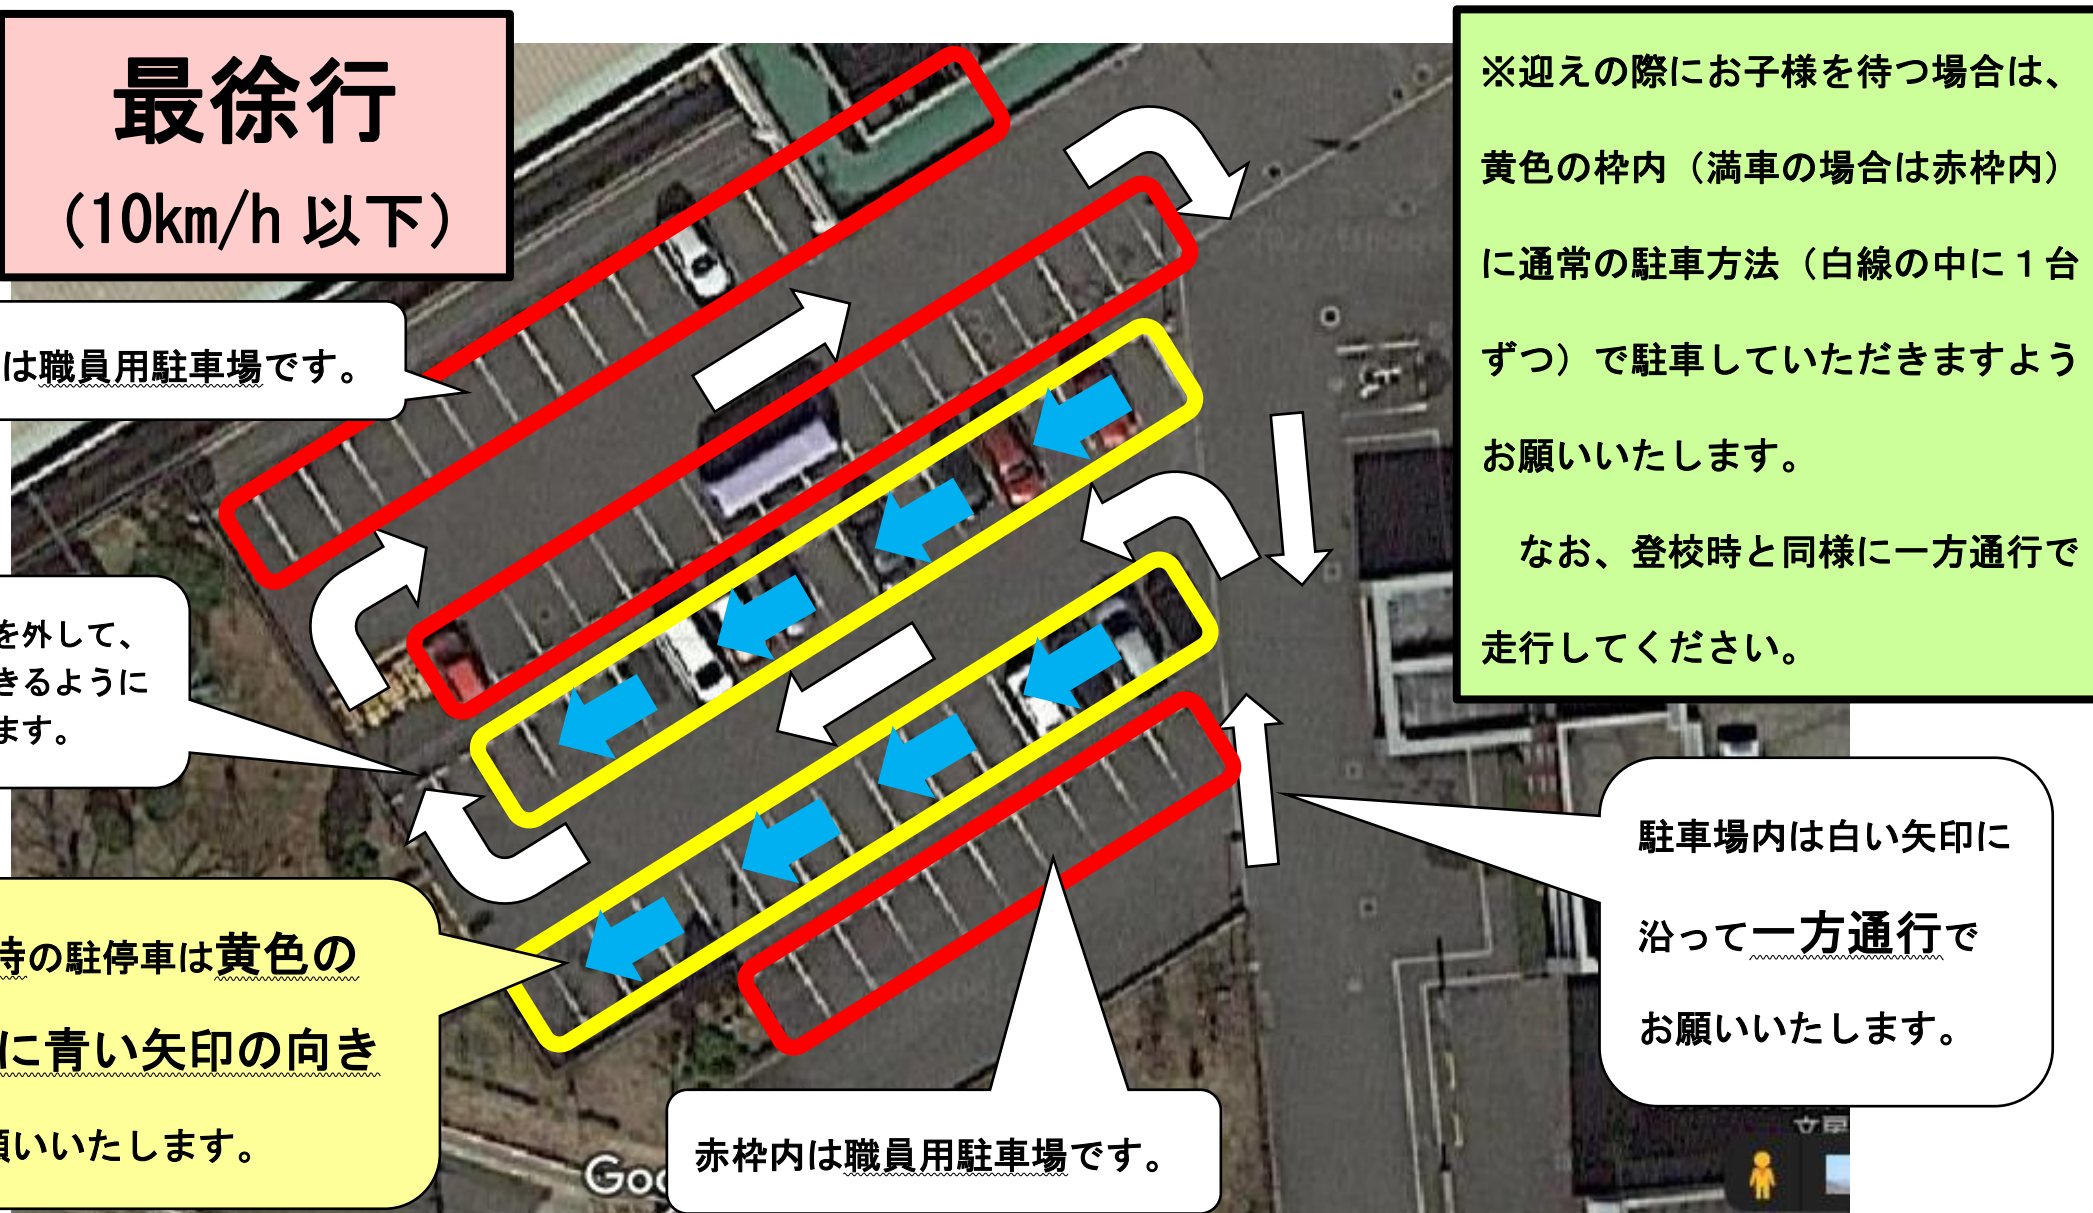 最徐行
（10km/h 以下）
は職員用駐車場です。
を外して、
きるように
ます。
時の駐停車は黄色の
に青い矢印の向き
願いいたします。
※迎えの際にお子様を待つ場合は、
黄色の枠内（満車の場合は赤枠内）
に通常の駐車方法（白線の中に１台
ずつ）で駐車していただきますよう
お願いいたします。
　なお、登校時と同様に一方通行で
走行してください。
駐車場内は白い矢印に
沿って一方通行で
お願いいたします。
赤枠内は職員用駐車場です。
Goo